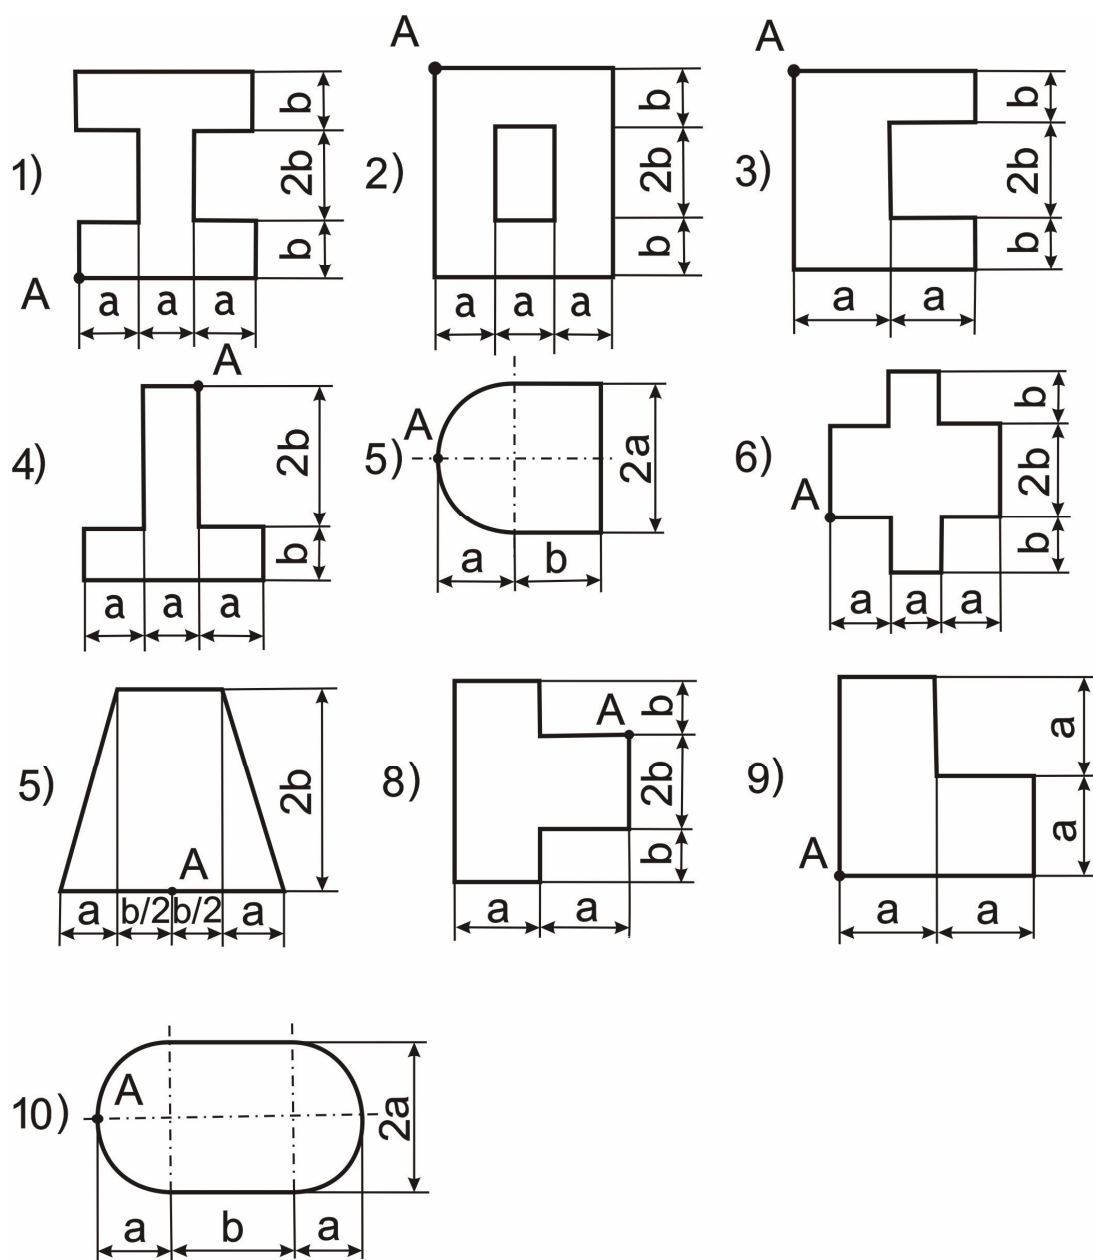 1) A b 2b b a a a
2) A b 2b b a a a
3) A b 2b b a a
4) A 2b b a a a
5) A 2a a b
6) A b 2b b a a a
5) A 2b a b/2 b/2 a
8) A b 2b b a a
9) A a a a a
10) A 2a a b a